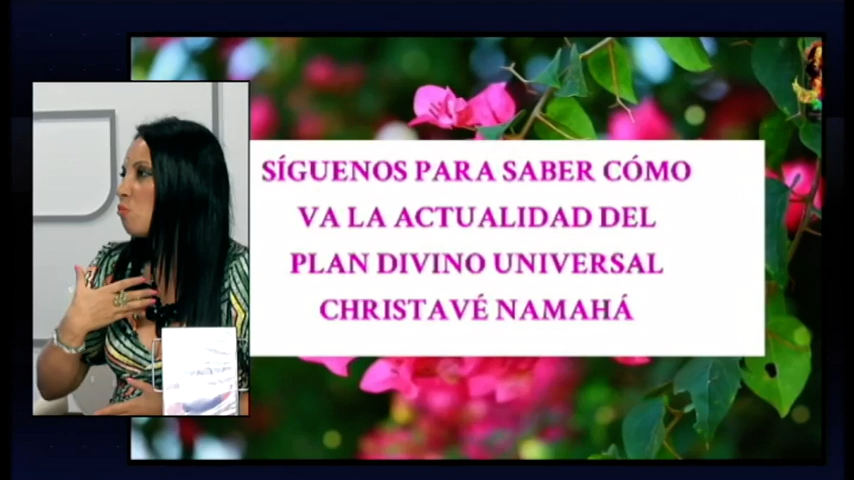 SÍGUENOS PARA SABER CÓMO
VA LA ACTUALIDAD DEL
PLAN DIVINO UNIVERSAL
CHRISTAVÉ NAMAHÁ